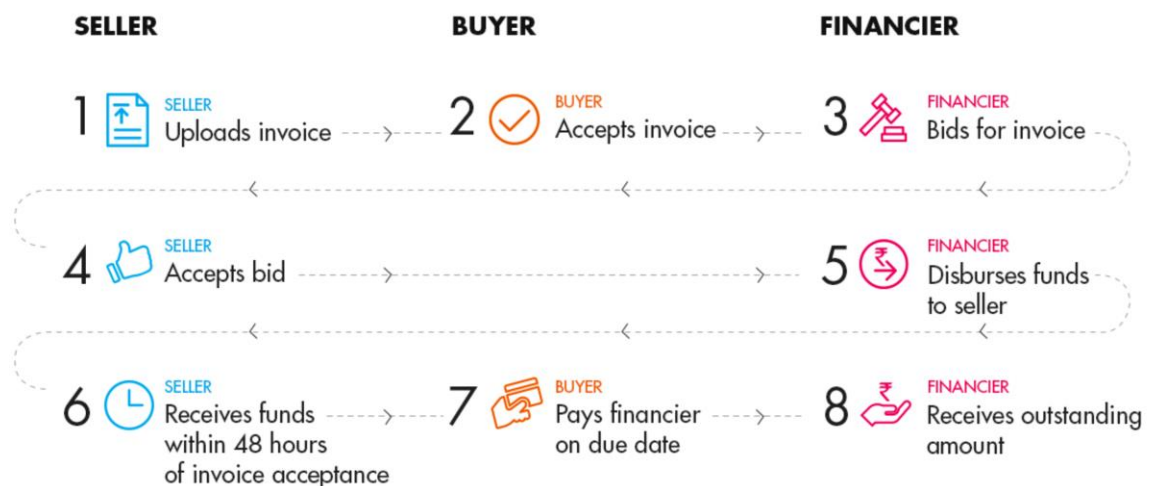 SELLER
BUYER
FINANCIER
1
SELLER
Uploads invoice
2
BUYER
Accepts invoice
3
FINANCIER
Bids for invoice
4
SELLER
Accepts bid
5
₹
FINANCIER
Disburses funds
to seller
6
SELLER
Receives funds
within 48 hours
of invoice acceptance
7
BUYER
Pays financier
on due date
8
₹
FINANCIER
Receives outstanding
amount